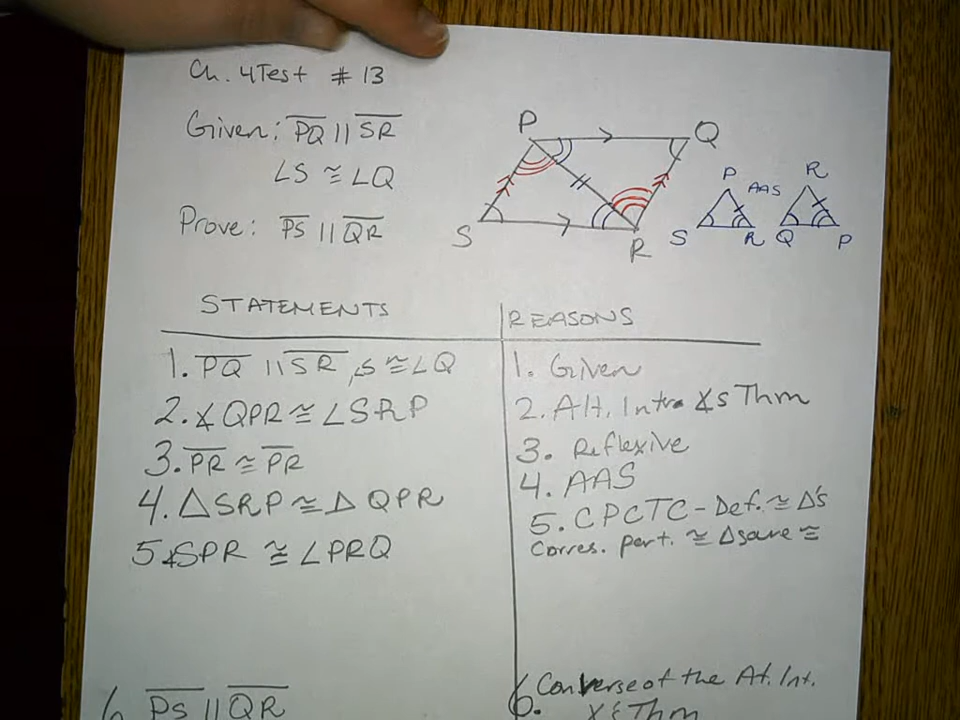 Ch. 4 Test # 13
Given: PQ || SR
∠S ≅ ∠Q
Prove: PS || QR
P Q
S R
P AAS R
S R Q P
STATEMENTS REASONS
1. PQ || SR, ∠S ≅ ∠Q 1. Given
2. ∡QPR ≅ ∠SRP 2. Alt. Intr ∡s Thm
3. PR ≅ PR 3. Reflexive
4. △SRP ≅ △QPR 4. AAS
5. ∡SPR ≅ ∠PRQ 5. CPCTC - Def. ≅ △'s
Corres. part. ≅ △s are ≅
6. PS || QR 6. Converse of the At. Int.
Thm